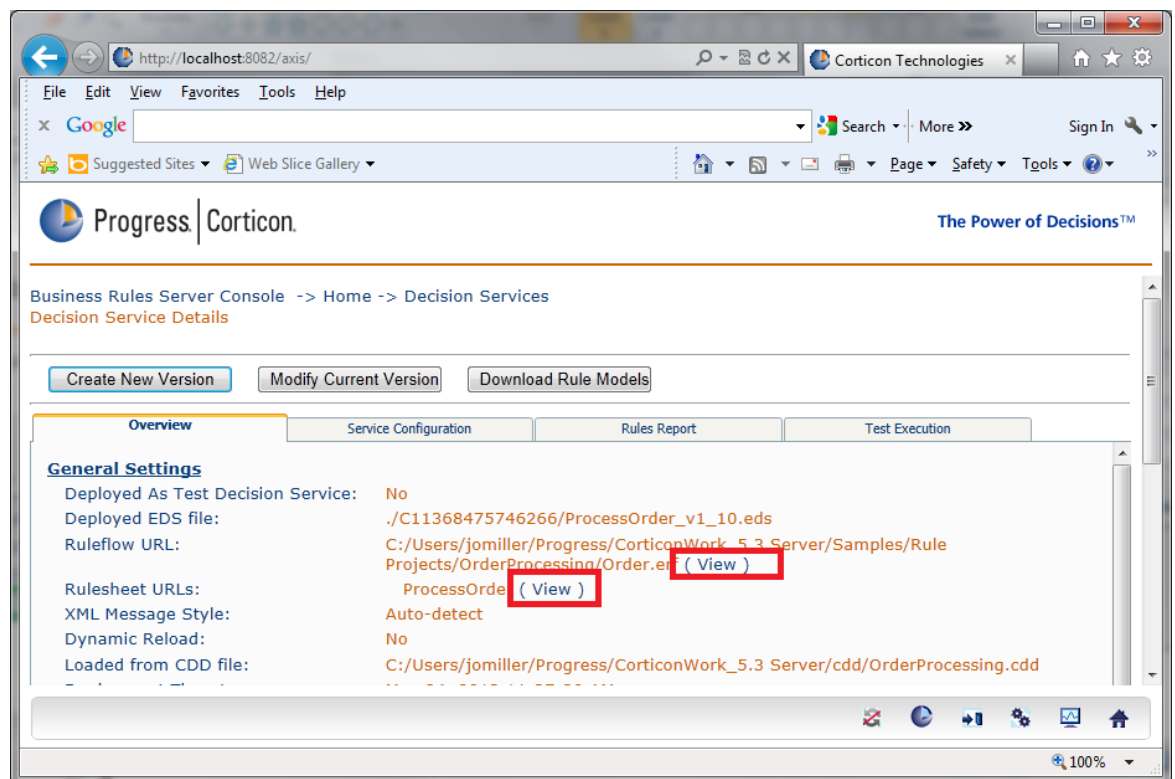 http://localhost:8082/axis/
Corticon Technologies
File Edit View Favorites Tools Help
x Google Search More >> Sign In
Suggested Sites Web Slice Gallery Page Safety Tools
Progress Corticon
The Power of Decisions™
Business Rules Server Console -> Home -> Decision Services
Decision Service Details
Create New Version Modify Current Version Download Rule Models
Overview Service Configuration Rules Report Test Execution
General Settings
Deployed As Test Decision Service: No
Deployed EDS file: ./C11368475746266/ProcessOrder_v1_10.eds
Ruleflow URL: C:/Users/jomiller/Progress/CorticonWork_5.3 Server/Samples/Rule
Projects/OrderProcessing/Order.erf ( View )
Rulesheet URLs: ProcessOrder ( View )
XML Message Style: Auto-detect
Dynamic Reload: No
Loaded from CDD file: C:/Users/jomiller/Progress/CorticonWork_5.3 Server/cdd/OrderProcessing.cdd
100%